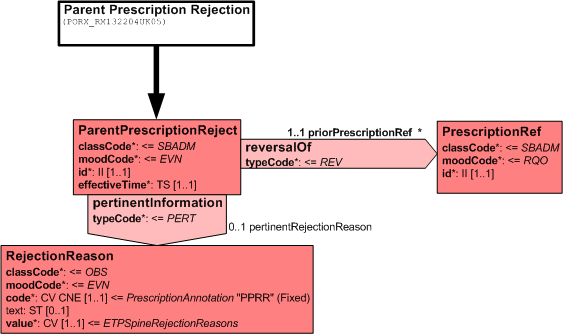 Parent Prescription Rejection
(PORX_RM132204UK05)
ParentPrescriptionReject
classCode*: <= SBADM
moodCode*: <= EVN
id*: II [1..1]
effectiveTime*: TS [1..1]
1..1 priorPrescriptionRef *
reversalOf
typeCode*: <= REV
PrescriptionRef
classCode*: <= SBADM
moodCode*: <= RQO
id*: II [1..1]
pertinentInformation
typeCode*: <= PERT
0..1 pertinentRejectionReason
RejectionReason
classCode*: <= OBS
moodCode*: <= EVN
code*: CV CNE [1..1] <= PrescriptionAnnotation "PPRR" (Fixed)
text: ST [0..1]
value*: CV [1..1] <= ETPSpineRejectionReasons